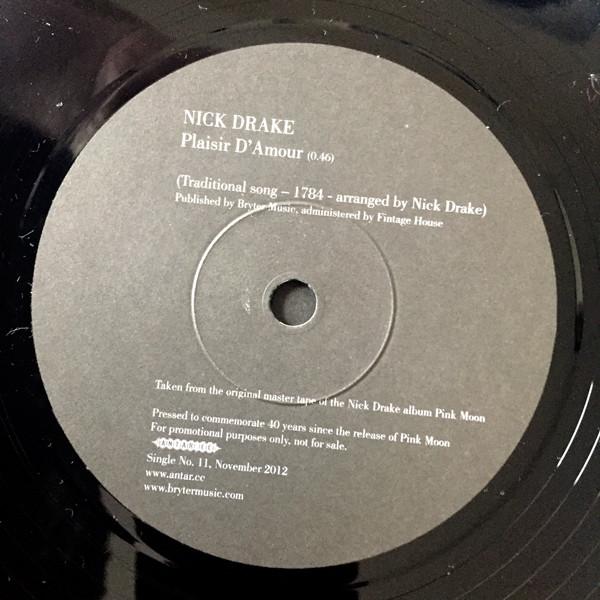 NICK DRAKE
Plaisir D'Amour (0.46)
(Traditional song – 1784 - arranged by Nick Drake)
Published by Bryter Music, administered by Fintage House
Taken from the original master tape of the Nick Drake album Pink Moon
Pressed to commemorate 40 years since the release of Pink Moon
For promotional purposes only, not for sale.
ANTAR·CC
Single No. 11, November 2012
www.antar.cc
www.brytermusic.com